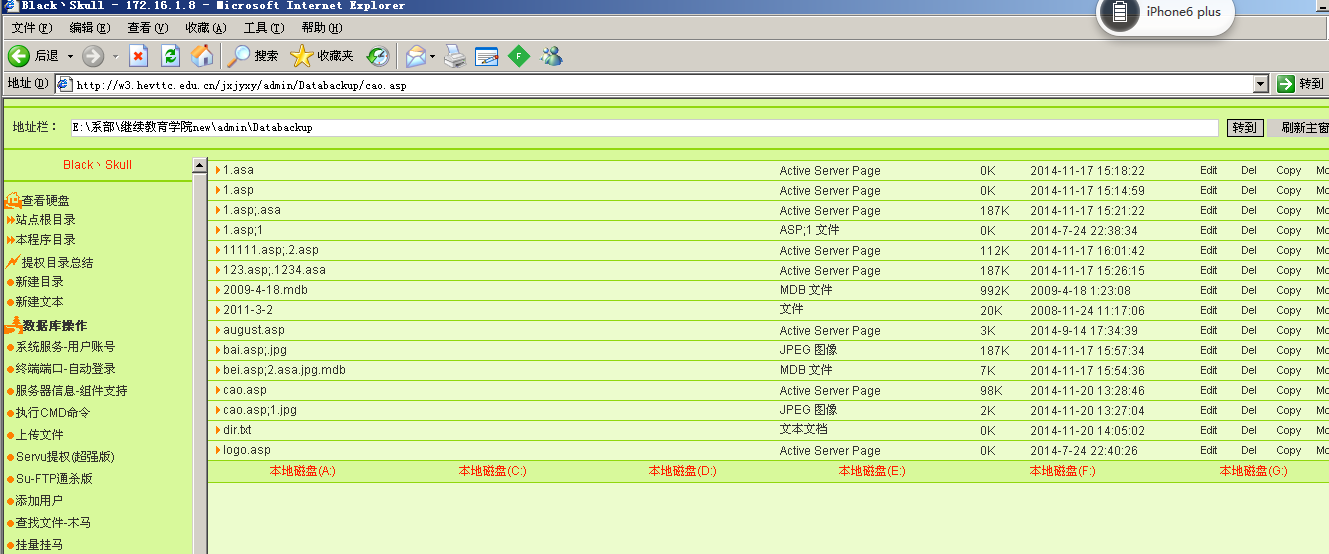 Black丶Skull - 172.16.1.8 - Microsoft Internet Explorer
iPhone6 plus
文件(F) 编辑(E) 查看(V) 收藏(A) 工具(T) 帮助(H)
后退 搜索 收藏夹
地址(D) http://w3.hevttc.edu.cn/jxjyxy/admin/Databackup/cao.asp 转到
地址栏： E:\系部\继续教育学院new\admin\Databackup 转到 刷新主窗
Black丶Skull
查看硬盘
站点根目录
本程序目录
提权目录总结
新建目录
新建文本
数据库操作
系统服务-用户账号
终端端口-自动登录
服务器信息-组件支持
执行CMD命令
上传文件
Servu提权(超强版)
Su-FTP通杀版
添加用户
查找文件-木马
挂量挂马
1.asa Active Server Page 0K 2014-11-17 15:18:22 Edit Del Copy Mo
1.asp Active Server Page 0K 2014-11-17 15:14:59 Edit Del Copy Mo
1.asp;.asa Active Server Page 187K 2014-11-17 15:21:22 Edit Del Copy Mo
1.asp;1 ASP;1 文件 0K 2014-7-24 22:38:34 Edit Del Copy Mo
11111.asp;.2.asp Active Server Page 112K 2014-11-17 16:01:42 Edit Del Copy Mo
123.asp;.1234.asa Active Server Page 187K 2014-11-17 15:26:15 Edit Del Copy Mo
2009-4-18.mdb MDB 文件 992K 2009-4-18 1:23:08 Edit Del Copy Mo
2011-3-2 文件 20K 2008-11-24 11:17:06 Edit Del Copy Mo
august.asp Active Server Page 3K 2014-9-14 17:34:39 Edit Del Copy Mo
bai.asp;.jpg JPEG 图像 187K 2014-11-17 15:57:34 Edit Del Copy Mo
bei.asp;2.asa.jpg.mdb MDB 文件 7K 2014-11-17 15:54:36 Edit Del Copy Mo
cao.asp Active Server Page 98K 2014-11-20 13:28:46 Edit Del Copy Mo
cao.asp;1.jpg JPEG 图像 2K 2014-11-20 13:27:04 Edit Del Copy Mo
dir.txt 文本文档 0K 2014-11-20 14:05:02 Edit Del Copy Mo
logo.asp Active Server Page 0K 2014-7-24 22:40:26 Edit Del Copy Mo
本地磁盘(A:) 本地磁盘(C:) 本地磁盘(D:) 本地磁盘(E:) 本地磁盘(F:) 本地磁盘(G:)